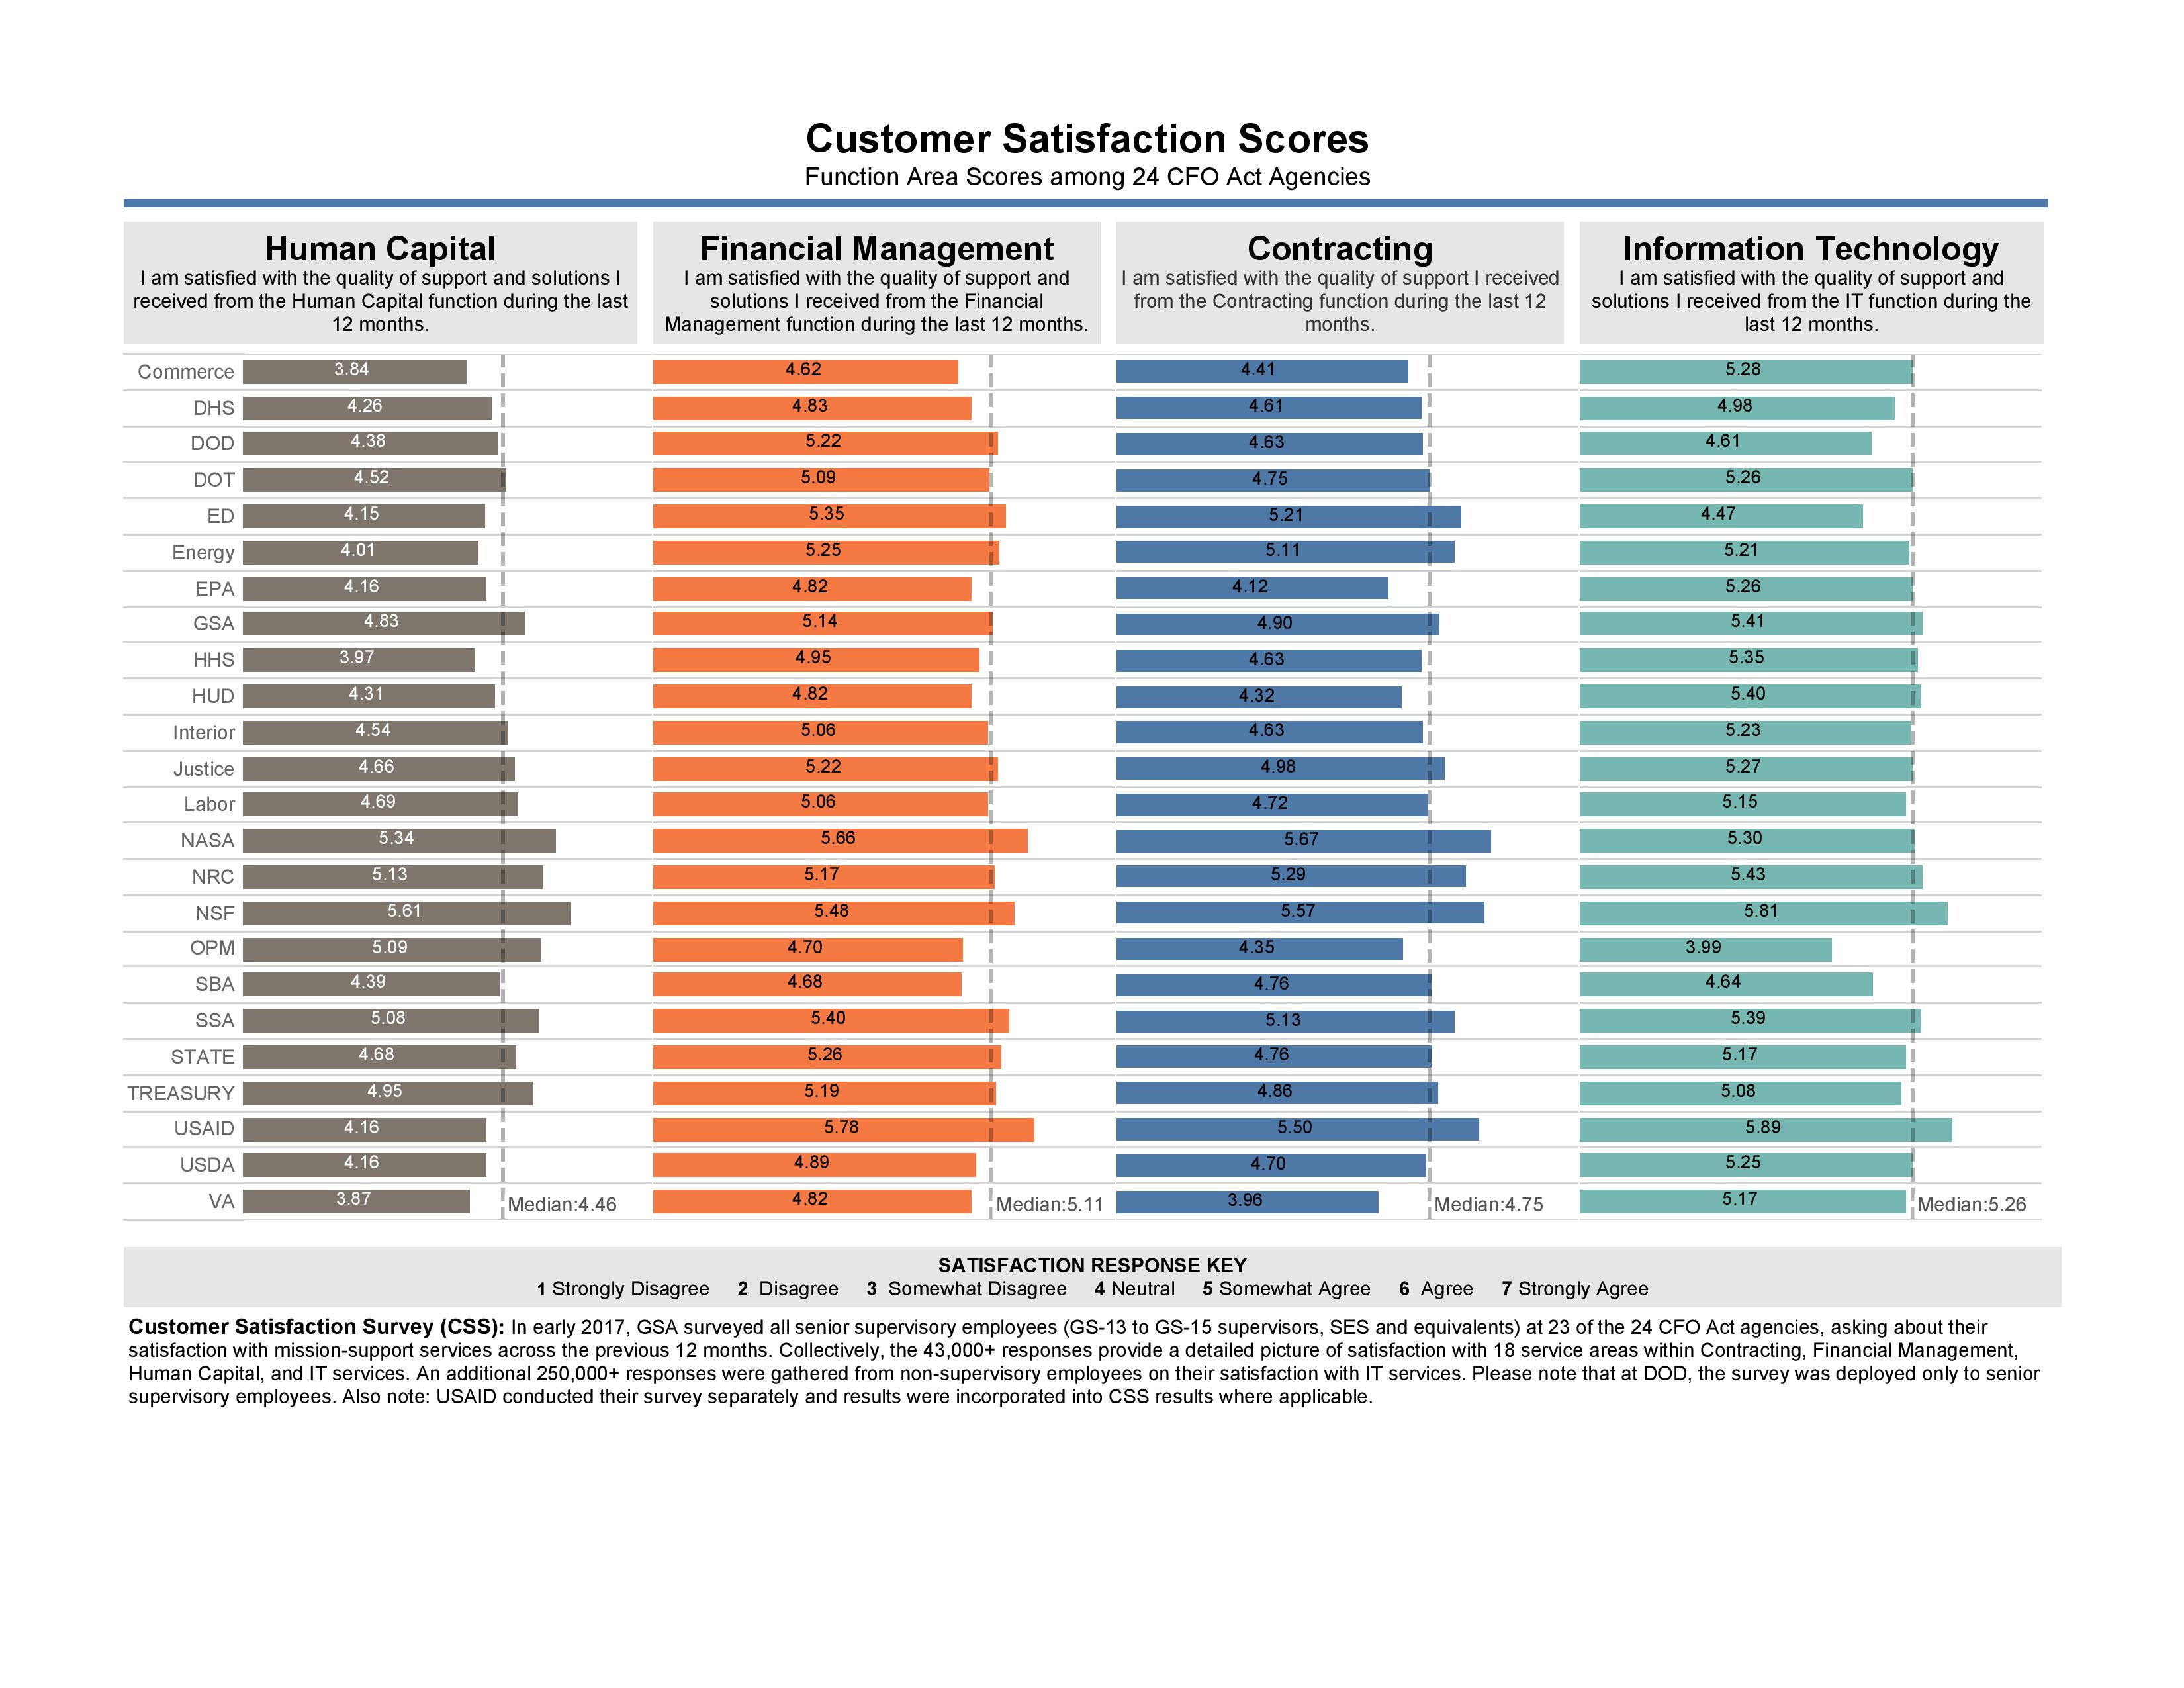 Customer Satisfaction Scores
Function Area Scores among 24 CFO Act Agencies
Human Capital
I am satisfied with the quality of support and solutions I
received from the Human Capital function during the last
12 months.
Financial Management
I am satisfied with the quality of support and
solutions I received from the Financial
Management function during the last 12 months.
Contracting
I am satisfied with the quality of support I received
from the Contracting function during the last 12
months.
Information Technology
I am satisfied with the quality of support and
solutions I received from the IT function during the
last 12 months.
Commerce 3.84 4.62 4.41 5.28
DHS 4.26 4.83 4.61 4.98
DOD 4.38 5.22 4.63 4.61
DOT 4.52 5.09 4.75 5.26
ED 4.15 5.35 5.21 4.47
Energy 4.01 5.25 5.11 5.21
EPA 4.16 4.82 4.12 5.26
GSA 4.83 5.14 4.90 5.41
HHS 3.97 4.95 4.63 5.35
HUD 4.31 4.82 4.32 5.40
Interior 4.54 5.06 4.63 5.23
Justice 4.66 5.22 4.98 5.27
Labor 4.69 5.06 4.72 5.15
NASA 5.34 5.66 5.67 5.30
NRC 5.13 5.17 5.29 5.43
NSF 5.61 5.48 5.57 5.81
OPM 5.09 4.70 4.35 3.99
SBA 4.39 4.68 4.76 4.64
SSA 5.08 5.40 5.13 5.39
STATE 4.68 5.26 4.76 5.17
TREASURY 4.95 5.19 4.86 5.08
USAID 4.16 5.78 5.50 5.89
USDA 4.16 4.89 4.70 5.25
VA 3.87 Median:4.46 4.82 Median:5.11 3.96 Median:4.75 5.17 Median:5.26
SATISFACTION RESPONSE KEY
1 Strongly Disagree 2 Disagree 3 Somewhat Disagree 4 Neutral 5 Somewhat Agree 6 Agree 7 Strongly Agree
Customer Satisfaction Survey (CSS): In early 2017, GSA surveyed all senior supervisory employees (GS-13 to GS-15 supervisors, SES and equivalents) at 23 of the 24 CFO Act agencies, asking about their
satisfaction with mission-support services across the previous 12 months. Collectively, the 43,000+ responses provide a detailed picture of satisfaction with 18 service areas within Contracting, Financial Management,
Human Capital, and IT services. An additional 250,000+ responses were gathered from non-supervisory employees on their satisfaction with IT services. Please note that at DOD, the survey was deployed only to senior
supervisory employees. Also note: USAID conducted their survey separately and results were incorporated into CSS results where applicable.